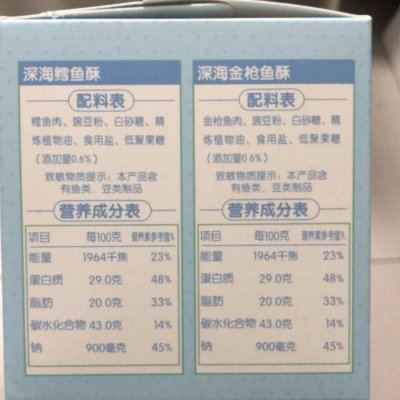 深海鳕鱼酥
配料表
鳕鱼肉、豌豆粉、白砂糖、精
炼植物油、食用盐、低聚果糖
（添加量0.6%）
致敏物质提示：本产品含
有鱼类、豆类制品
营养成分表
项目 每100克 营养素参考值%
能量 1964千焦 23%
蛋白质 29.0克 48%
脂肪 20.0克 33%
碳水化合物 43.0克 14%
钠 900毫克 45%
深海金枪鱼酥
配料表
金枪鱼肉、豌豆粉、白砂糖、精
炼植物油、食用盐、低聚果糖
（添加量0.6%）
致敏物质提示：本产品含
有鱼类、豆类制品
营养成分表
项目 每100克 营养素参考值%
能量 1964千焦 23%
蛋白质 29.0克 48%
脂肪 20.0克 33%
碳水化合物 43.0克 14%
钠 900毫克 45%